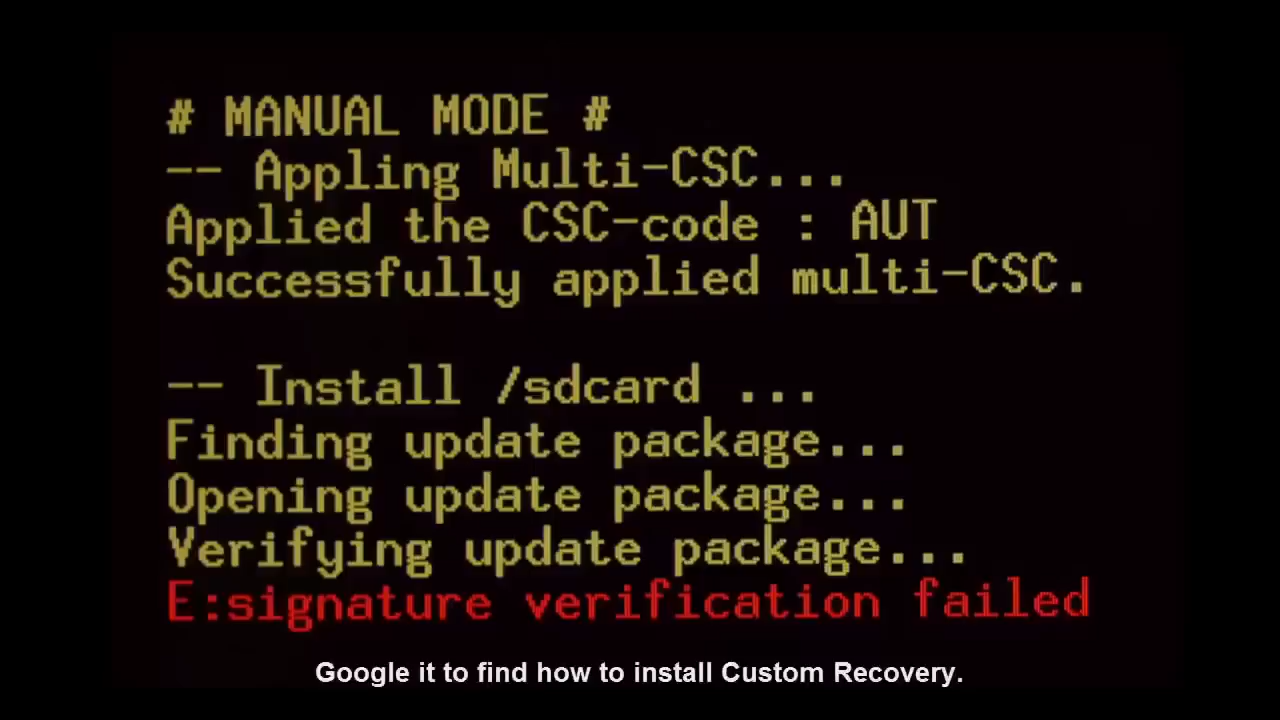 # MANUAL MODE #
-- Appling Multi-CSC...
Applied the CSC-code : AUT
Successfully applied multi-CSC.
-- Install /sdcard ...
Finding update package...
Opening update package...
Verifying update package...
E:signature verification failed
Google it to find how to install Custom Recovery.